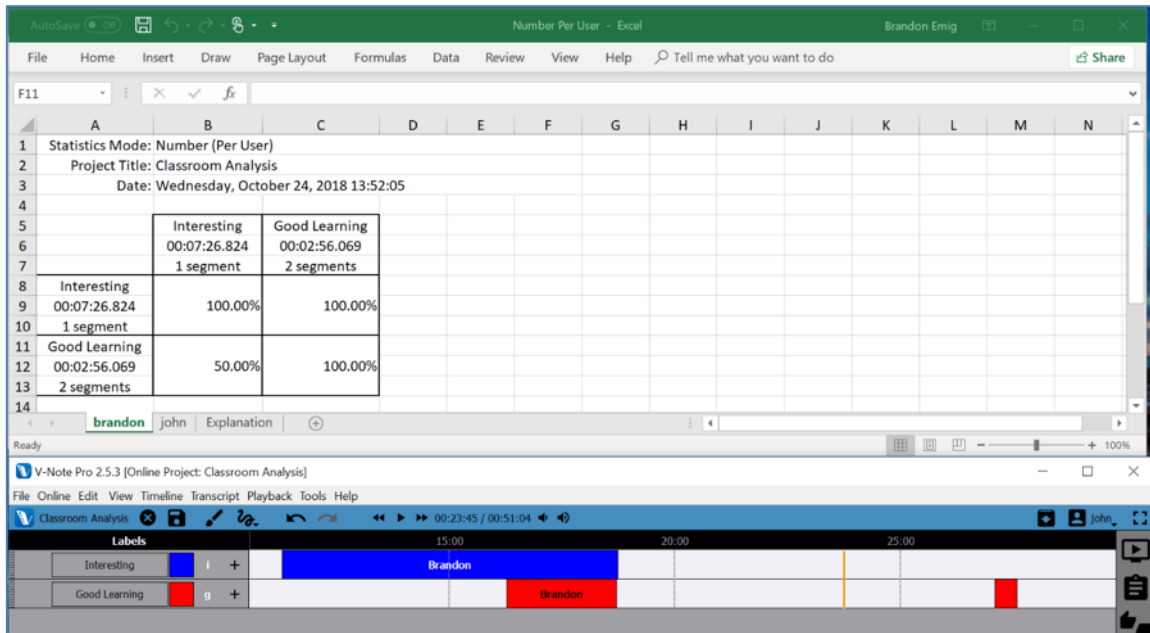 AutoSave Off Number Per User - Excel Brandon Emig
File Home Insert Draw Page Layout Formulas Data Review View Help Tell me what you want to do Share
F11 fx
A B C D E F G H I J K L M N
1 Statistics Mode: Number (Per User)
2 Project Title: Classroom Analysis
3 Date: Wednesday, October 24, 2018 13:52:05
4
5 Interesting Good Learning
6 00:07:26.824 00:02:56.069
7 1 segment 2 segments
8 Interesting
9 00:07:26.824 100.00% 100.00%
10 1 segment
11 Good Learning
12 00:02:56.069 50.00% 100.00%
13 2 segments
14
brandon john Explanation
Ready 100%
V-Note Pro 2.5.3 [Online Project: Classroom Analysis]
File Online Edit View Timeline Transcript Playback Tools Help
Classroom Analysis 00:23:45 / 00:51:04 john
Labels 15:00 20:00 25:00
Interesting i + Brandon
Good Learning g + Brandon